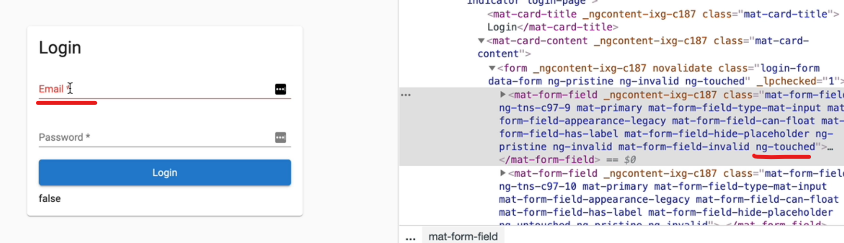 Login
Email *
Password *
Login
false
indicator login-page">
<mat-card-title _ngcontent-ixg-c187 class="mat-card-title">
Login</mat-card-title>
▼<mat-card-content _ngcontent-ixg-c187 class="mat-card-
content">
▼<form _ngcontent-ixg-c187 novalidate class="login-form
data-form ng-pristine ng-invalid ng-touched" _lpchecked="1">
... ▶<mat-form-field _ngcontent-ixg-c187 class="mat-form-field
ng-tns-c97-9 mat-primary mat-form-field-type-mat-input mat-
form-field-appearance-legacy mat-form-field-can-float mat-
form-field-has-label mat-form-field-hide-placeholder ng-
pristine ng-invalid mat-form-field-invalid ng-touched">…
</mat-form-field> == $0
▶<mat-form-field _ngcontent-ixg-c187 class="mat-form-field
ng-tns-c97-10 mat-primary mat-form-field-type-mat-input
mat-form-field-appearance-legacy mat-form-field-can-float
mat-form-field-has-label mat-form-field-hide-placeholder
ng-untouched ng-pristine ng-invalid">…</mat-form-field>
... mat-form-field